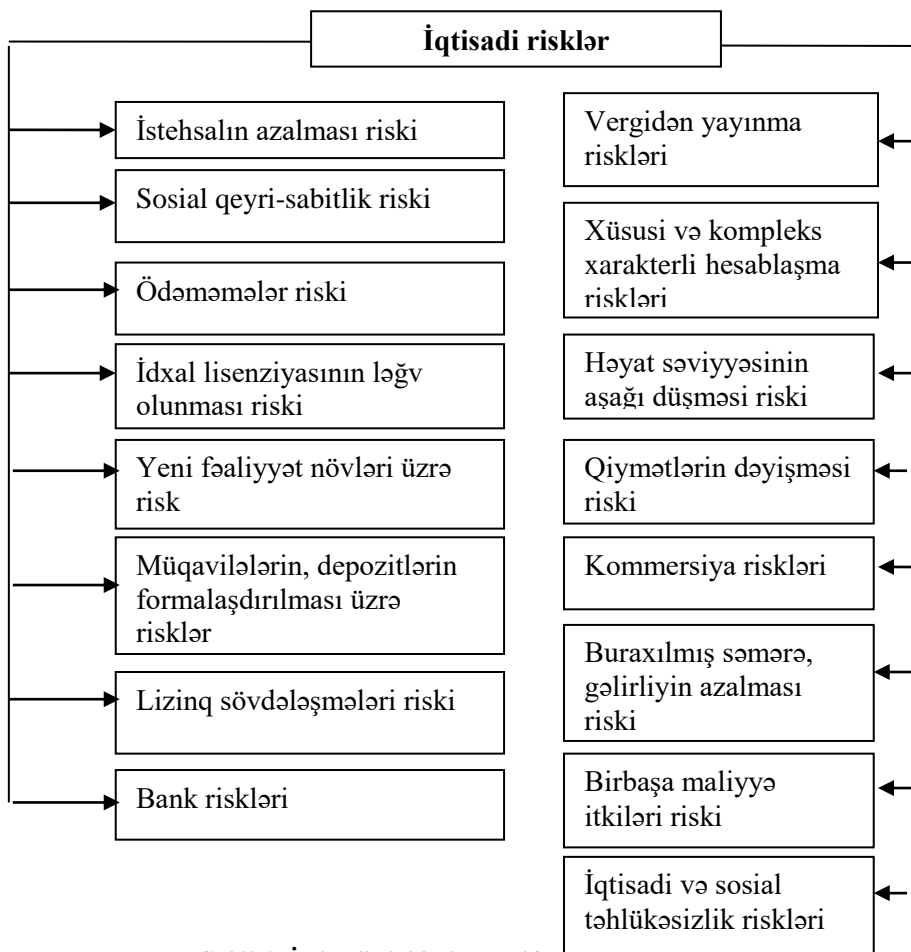 İqtisadi risklər
İstehsalın azalması riski
Sosial qeyri-sabitlik riski
Ödəməmələr riski
İdxal lisenziyasının ləğv
olunması riski
Yeni fəaliyyət növləri üzrə
risk
Müqavilələrin, depozitlərin
formalaşdırılması üzrə
risklər
Lizinq sövdələşmələri riski
Bank riskləri
Vergidən yayınma
riskləri
Xüsusi və kompleks
xarakterli hesablaşma
riskləri
Həyat səviyyəsinin
aşağı düşməsi riski
Qiymətlərin dəyişməsi
riski
Kommersiya riskləri
Buraxılmış səmərə,
gəlirliyin azalması
riski
Birbaşa maliyyə
itkiləri riski
İqtisadi və sosial
təhlükəsizlik riskləri